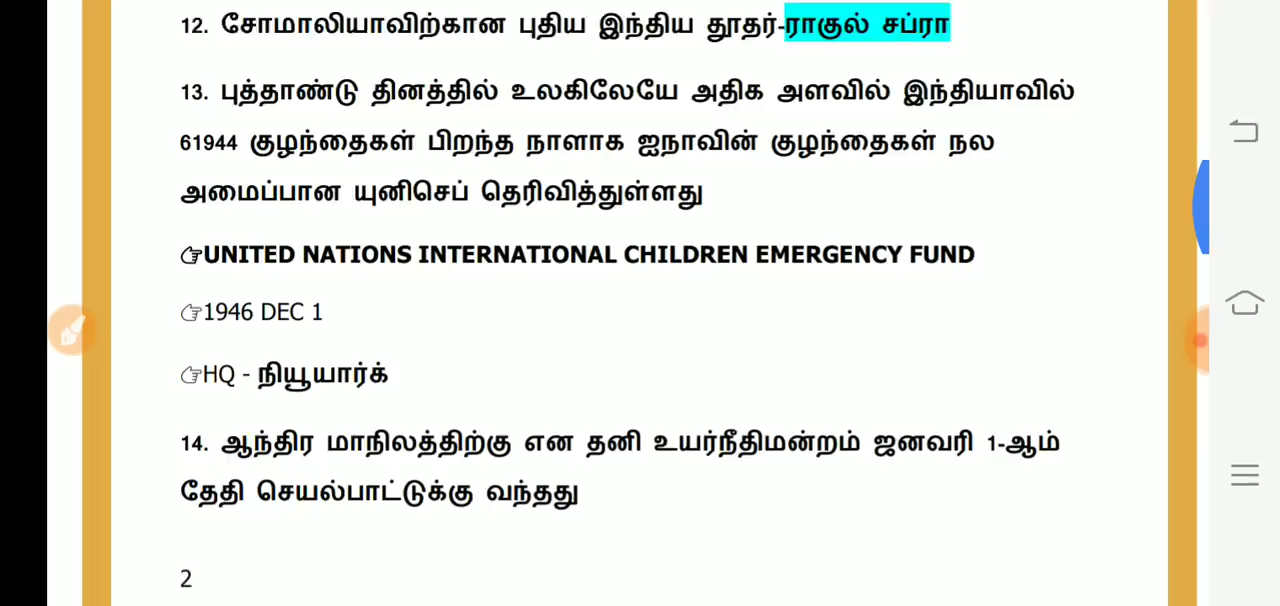 12. சோமாலியாவிற்கான புதிய இந்திய தூதர்-ராகுல் சப்ரா
13. புத்தாண்டு தினத்தில் உலகிலேயே அதிக அளவில் இந்தியாவில்
61944 குழந்தைகள் பிறந்த நாளாக ஐநாவின் குழந்தைகள் நல
அமைப்பான யுனிசெப் தெரிவித்துள்ளது
☞UNITED NATIONS INTERNATIONAL CHILDREN EMERGENCY FUND
☞1946 DEC 1
☞HQ - நியூயார்க்
14. ஆந்திர மாநிலத்திற்கு என தனி உயர்நீதிமன்றம் ஜனவரி 1-ஆம்
தேதி செயல்பாட்டுக்கு வந்தது
2